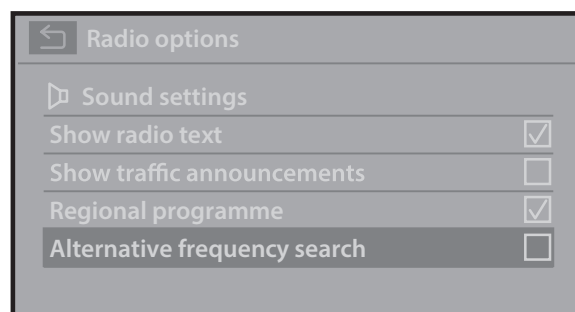 Radio options
Sound settings
Show radio text
Show traffic announcements
Regional programme
Alternative frequency search